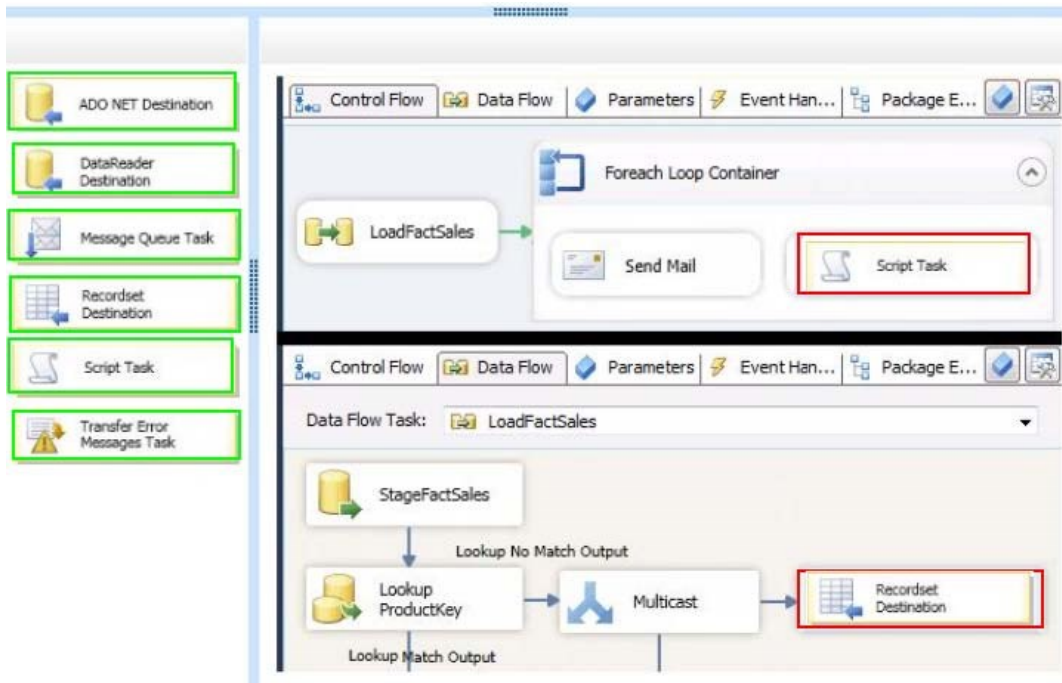 ADO NET Destination
DataReader
Destination
Message Queue Task
Recordset
Destination
Script Task
Transfer Error
Messages Task
Control Flow
Data Flow
Parameters
Event Han...
Package E...
Foreach Loop Container
LoadFactSales
Send Mail
Script Task
Control Flow
Data Flow
Parameters
Event Han...
Package E...
Data Flow Task:
LoadFactSales
StageFactSales
Lookup No Match Output
Lookup
ProductKey
Multicast
Recordset
Destination
Lookup Match Output